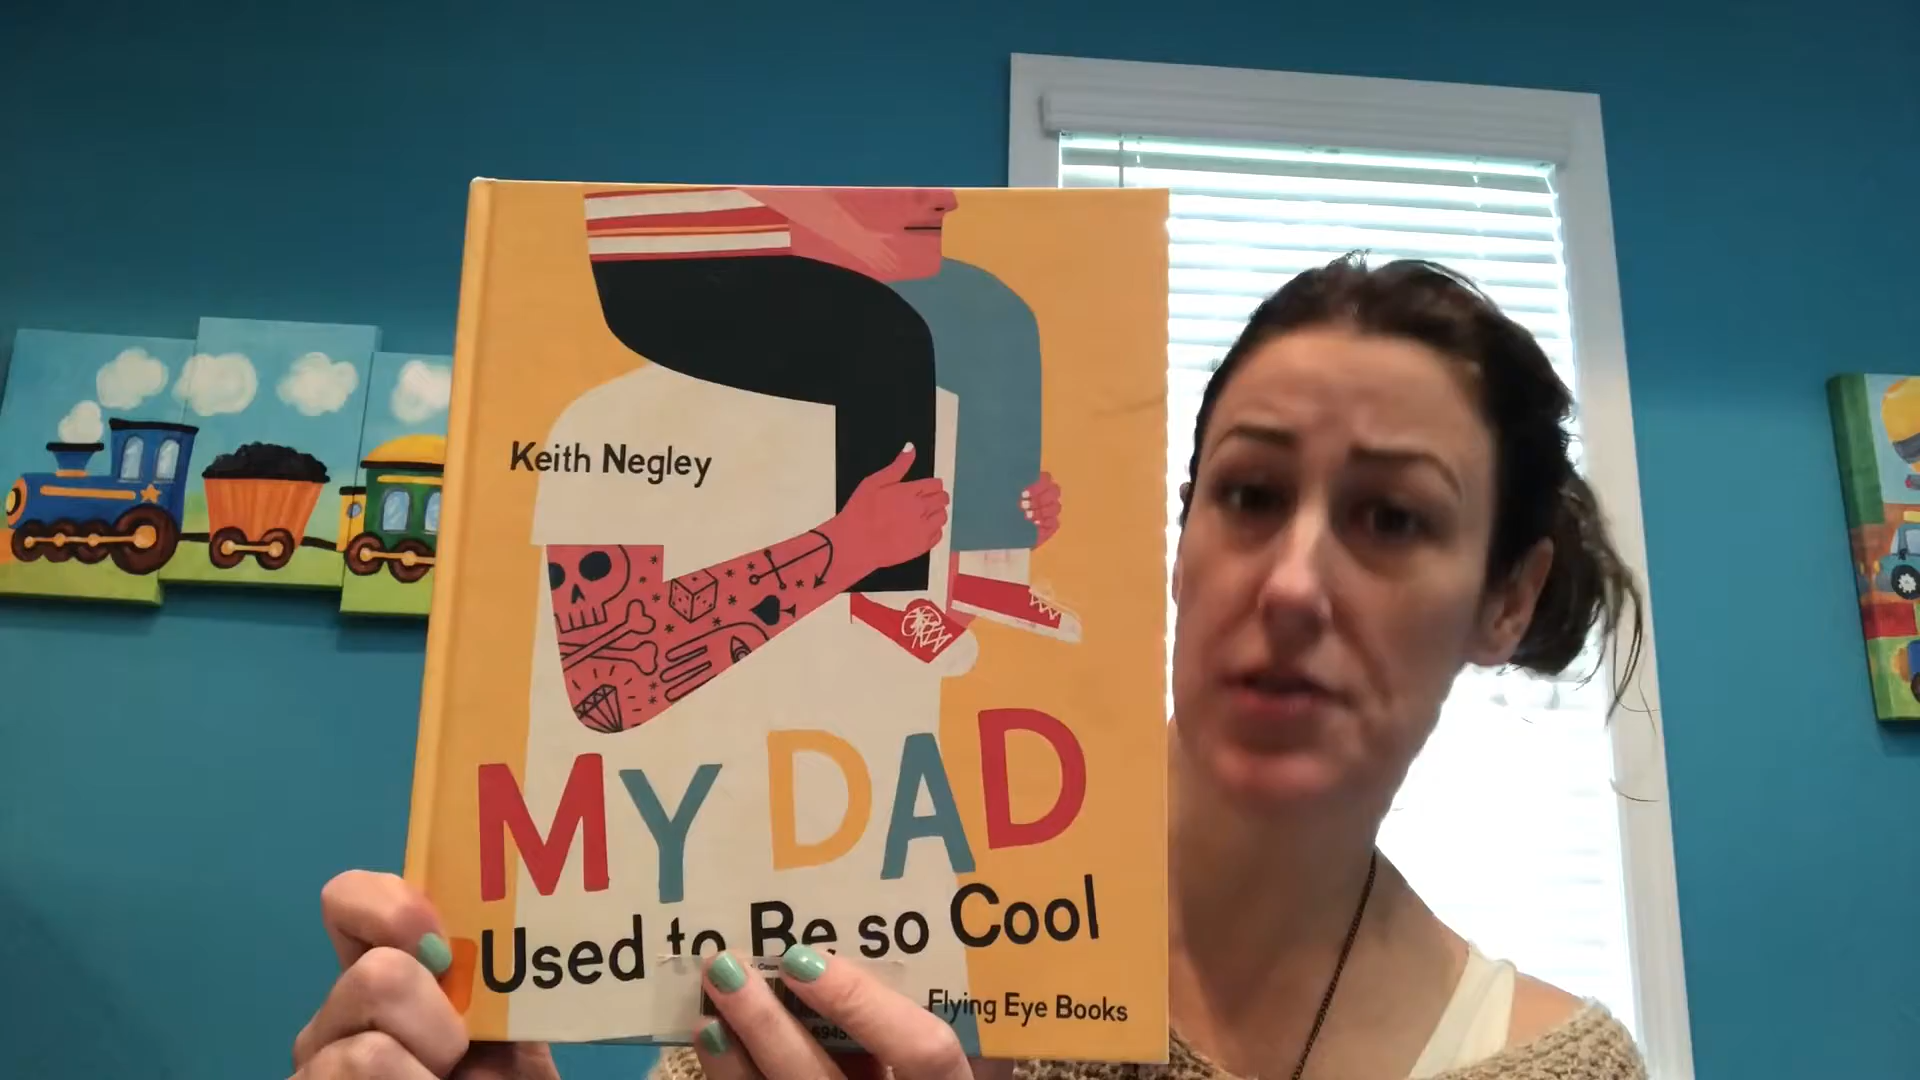 Keith Negley
MY DAD
Used to Be so Cool
Flying Eye Books